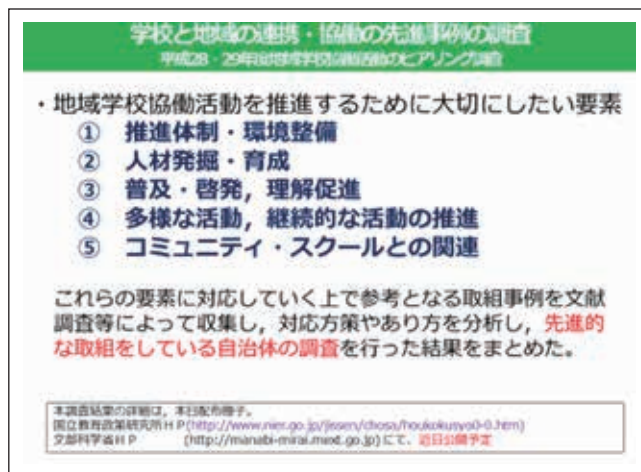 学校と地域の連携・協働の先進事例の調査
平成28・29年度地域学校協働活動のヒアリング調査
・地域学校協働活動を推進するために大切にしたい要素
① 推進体制・環境整備
② 人材発掘・育成
③ 普及・啓発，理解促進
④ 多様な活動，継続的な活動の推進
⑤ コミュニティ・スクールとの関連
これらの要素に対応していく上で参考となる取組事例を文献
調査等によって収集し，対応方策やあり方を分析し，先進的
な取組をしている自治体の調査を行った結果をまとめた。
本調査結果の詳細は，本日配布冊子。
国立教育政策研究所ＨＰ(http://www.nier.go.jp/jissen/chosa/houkokusyo0-0.htm)
文部科学省ＨＰ (http://manabi-mirai.mext.go.jp)にて，近日公開予定